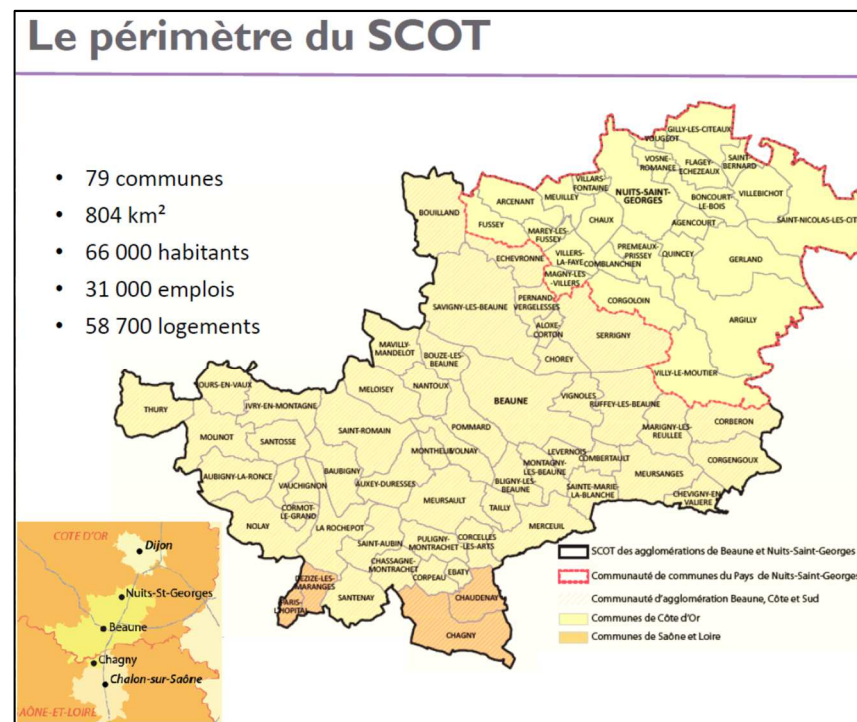 Le périmètre du SCOT
• 79 communes
• 804 km²
• 66 000 habitants
• 31 000 emplois
• 58 700 logements
GILLY-LES-CITEAUX
VOUGEOT
VOSNE-
ROMANEE
FLAGEY-
ECHEZEAUX
SAINT-
BERNARD
VILLARS-
FONTAINE
NUITS-SAINT-
GEORGES
BONCOURT-
LE-BOIS
VILLEBICHOT
MEUILLEY
ARCENANT
BOUILLAND
CHAUX
AGENCOURT
SAINT-NICOLAS-LES-CIT
FUSSEY
MAREY-LES-
FUSSEY
VILLERS-
LA-FAYE
COMBLANCHIEN
PREMEAUX-
PRISSEY
QUINCEY
GERLAND
ECHEVRONNE
MAGNY-LES-
VILLERS
CORGOLOIN
ARGILLY
SAVIGNY-LES-BEAUNE
PERNAND-
VERGELESSES
ALOXE-
CORTON
SERRIGNY
CHOREY
VILLY-LE-MOUTIER
MAVILLY-
MANDELOT
BOUZE-LES-
BEAUNE
NANTOUX
MELOISEY
BEAUNE
VIGNOLES
RUFFEY-LES-BEAUNE
CORBERON
MARIGNY-LES-
REULLEE
CORGENGOUX
THURY
OURS-EN-VAUX
IVRY-EN-MONTAGNE
MOLINOT
SANTOSSE
SAINT-ROMAIN
POMMARD
MONTHELIE
VOLNAY
LEVERNOIS
COMBERTAULT
MONTAGNY-
LES-BEAUNE
MEURSANGES
BLIGNY-LES-
BEAUNE
SAINTE-MARIE-
LA-BLANCHE
CHEVIGNY-EN-
VALIERE
AUBIGNY-LA-RONCE
VAUCHIGNON
BAUBIGNY
AUXEY-DURESSES
MEURSAULT
TAILLY
MERCEUIL
CORMOT-
LE-GRAND
NOLAY
LA ROCHEPOT
SAINT-AUBIN
PULIGNY-
MONTRACHET
CORCELLES-
LES-ARTS
CHASSAGNE-
MONTRACHET
CORPEAU
EBATY
DEZIZE-LES-
MARANGES
PARIS-
L'HOPITAL
SANTENAY
CHAUDENAY
CHAGNY
SCOT des agglomérations de Beaune et Nuits-Saint-Georges
Communauté de communes du Pays de Nuits-Saint-Georges
Communauté d'agglomération Beaune, Côte et Sud
Communes de Côte d'Or
Communes de Saône et Loire
COTE D'OR
Dijon
Nuits-St-Georges
Beaune
Chagny
Chalon-sur-Saône
SAÔNE-ET-LOIRE